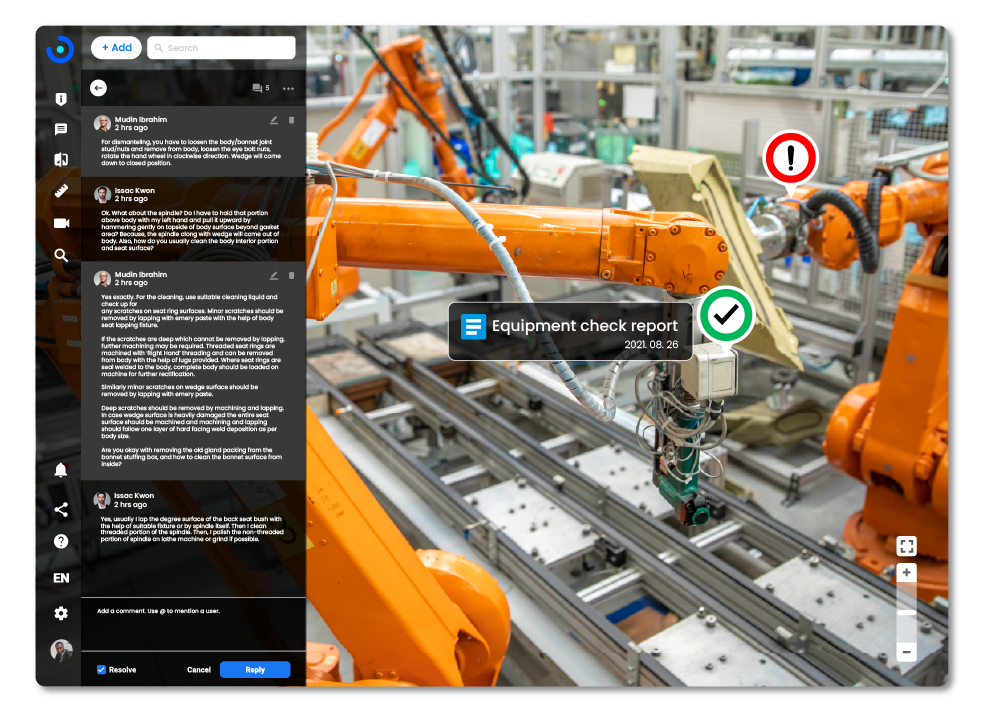 + Add
Search
5
Mudin Ibrahim
2 hrs ago
For dismanteling, you have to loosen the body/bonnet joint
stud/nuts and remove from body, loosen the eye bolt nuts,
rotate the hand wheel in clockwise direction. Wedge will come
down to closed position.
Issac Kwon
2 hrs ago
Ok. What about the spindle? Do I have to hold that portion
above body with my left hand and pull it upward by
hammering gently on topside of body surface beyond gasket
area? Because, the spindle along with wedge will come out of
body. Also, how do you usually clean the body interior portion
and seat surface?
Mudin Ibrahim
2 hrs ago
Yes exactly. For the cleaning, use suitable cleaning liquid and
check up for
any scratches on seat ring surfaces. Minor scratches should be
removed by lapping with emery paste with the help of body
seat lapping fixture.
If the scratches are deep which cannot be removed by lapping,
further machining may be required. Threaded seat rings are
machined with 'Right Hand' threading and can be removed
from body with the help of lugs provided. Where seat rings are
seal welded to the body, complete body should be loaded on
machine for further rectification.
Similarly minor scratches on wedge surface should be
removed by lapping with emery paste.
Deep scratches should be removed by machining and lapping.
In case wedge surface is heavily damaged the entire seat
surface should be machined and machining and lapping
should follow one layer of hard facing weld deposition as per
body size.
Are you okay with removing the old gland packing from the
bonnet stuffing box, and how to clean the bonnet surface from
inside?
Issac Kwon
2 hrs ago
Yes, usually I lap the degree surface of the back seat bush with
the help of suitable fixture or by spindle itself. Then I clean
threaded portion of the spindle. Then, I polish the non-threaded
portion of spindle on lathe machine or grind if possible.
EN
Add a comment. Use @ to mention a user.
Resolve
Cancel
Reply
Equipment check report
2021. 08. 26